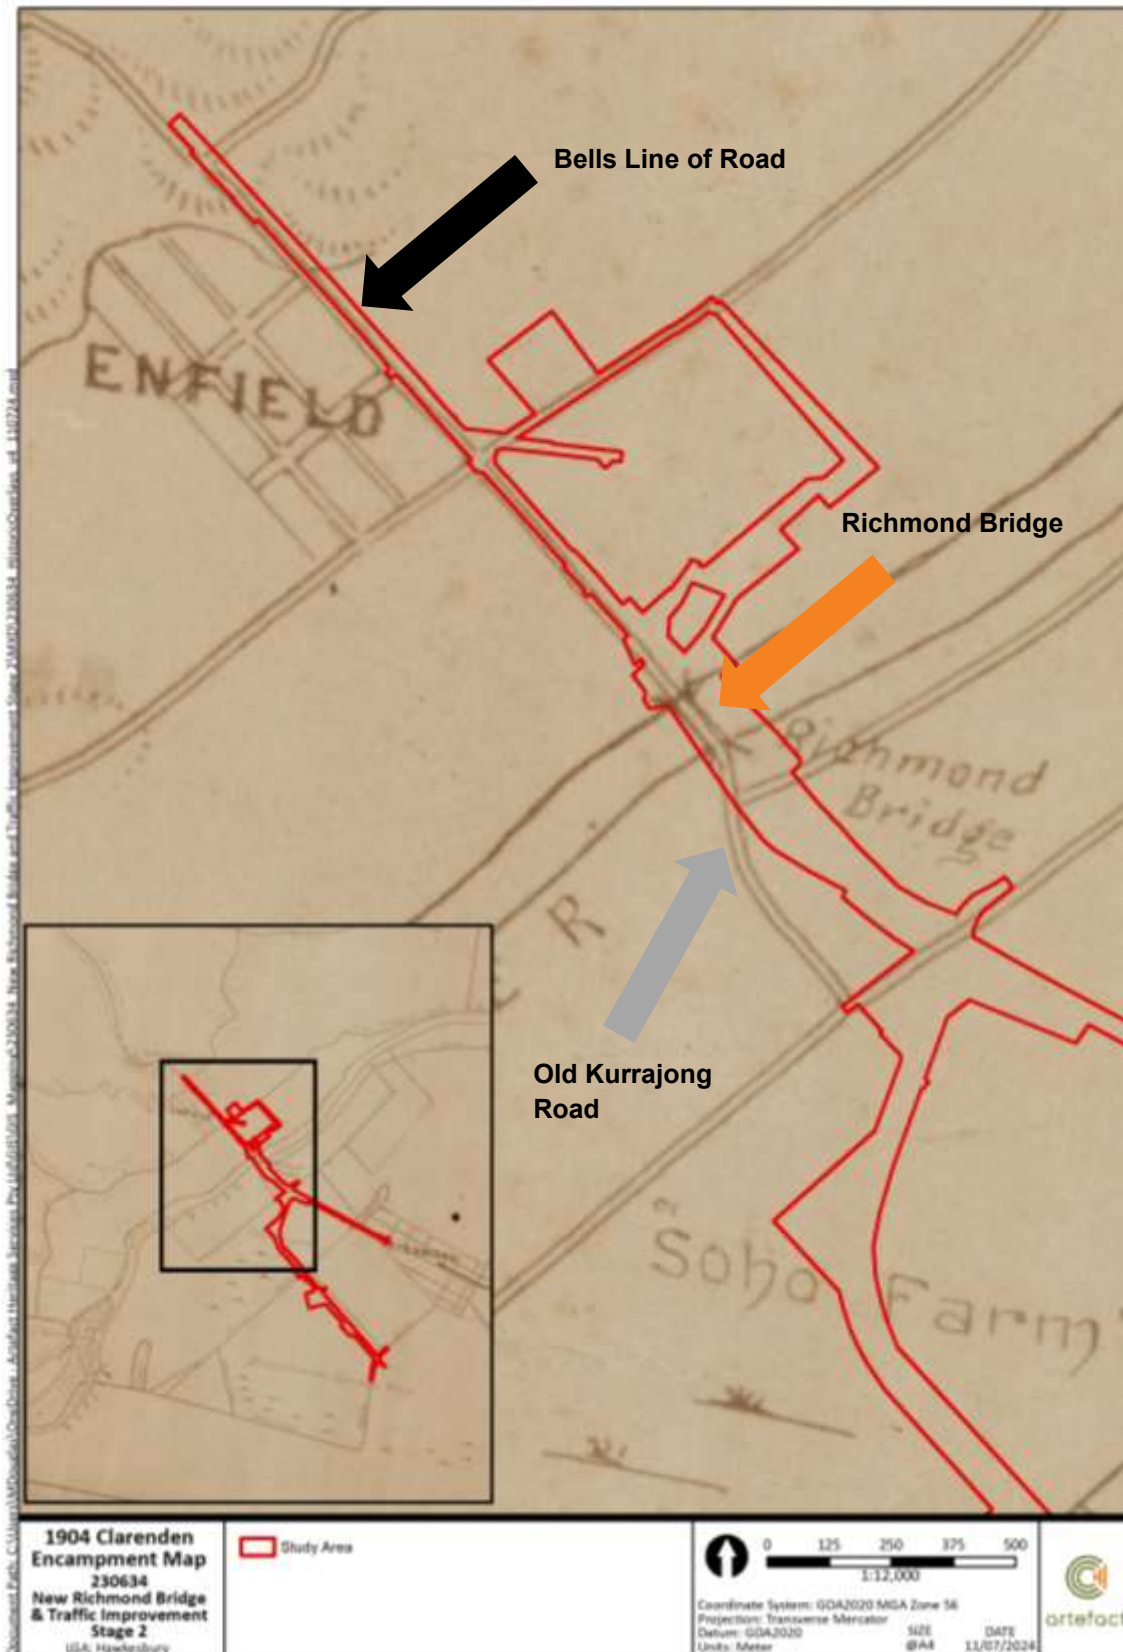 Bells Line of Road
ENFIELD
Richmond Bridge
Richmond
Bridge
R
E
Old Kurrajong
Road
"Soho Farm"
1904 Clarenden
Encampment Map
230634
New Richmond Bridge
& Traffic Improvement
Stage 2
LGA: Hawkesbury
Study Area
0 125 250 375 500
1:12,000
Coordinate System: GDA2020 MGA Zone 56
Projection: Transverse Mercator
Datum: GDA2020
Units: Meter
SIZE
@A4
DATE
11/07/2024
artefact